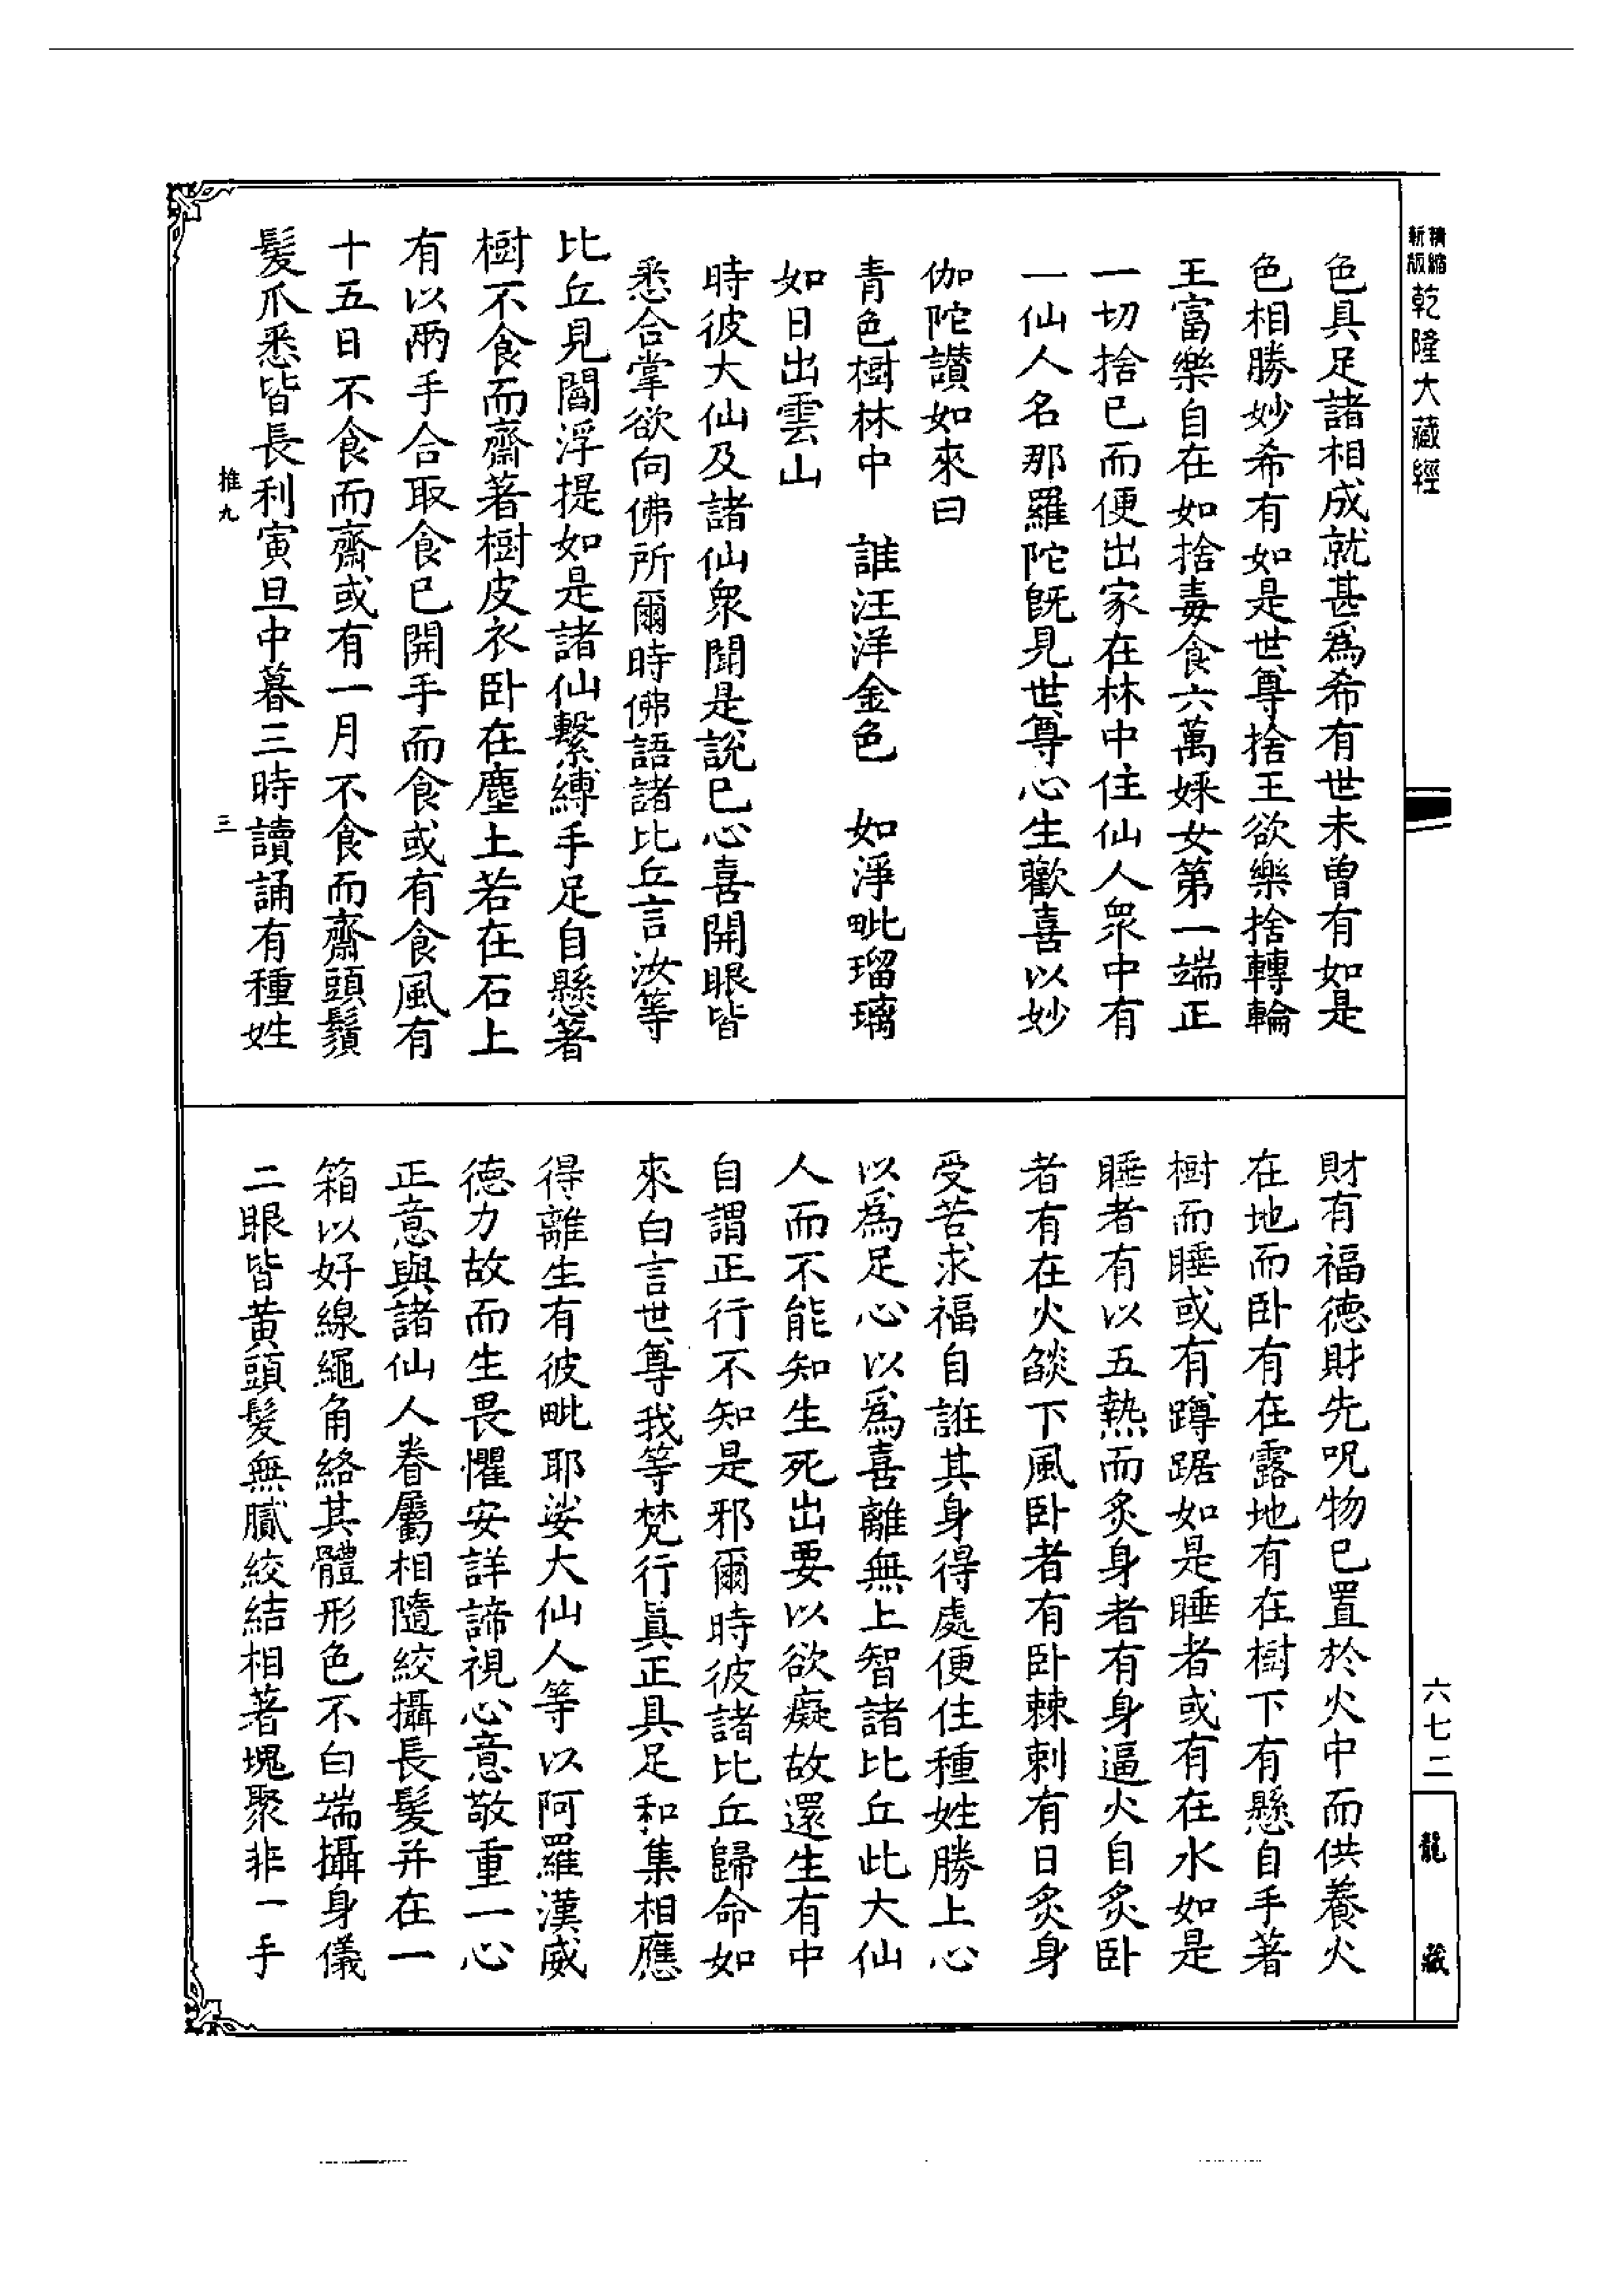 精縮新版乾隆大藏經
色具足諸相成就甚爲希有世未曾有如是
色相勝妙希有如是世尊捨王欲樂捨轉輪
王富樂自在如捨毒食六萬婇女第一端正
一切捨已而便出家在林中住仙人衆中有
一仙人名那羅陀旣見世尊心生歡喜以妙
伽陀讃如來曰
青色樹林中　誰汪洋金色　如淨毗瑠璃
如日出雲山
時彼大仙及諸仙衆聞是說已心喜開眼皆
悉合掌欲向佛所爾時佛語諸比丘言汝等
比丘見閻浮提如是諸仙繫縛手足自懸著
樹不食而齋著樹皮衣卧在塵土若在石上
有以兩手合取食已開手而食或有食風有
十五日不食而齋或有一月不食而齋頭鬚
髮爪悉皆長利寅旦中暮三時讀誦有種姓
推九　三
財有福德財先呪物已置於火中而供養火
在地而卧有在露地有在樹下有懸自手著
樹而睡或有蹲踞如是睡者或有在水如是
睡者有以五熱而炙身者有身逼火自炙卧
者有在火燄下風卧者有卧棘刺有日炙身
受苦求福自誑其身得處便住種姓勝上心
以爲足心以爲喜離無上智諸比丘此大仙
人而不能知生死出要以欲癡故還生有中
自謂正行不知是邪爾時彼諸比丘歸命如
來白言世尊我等梵行眞正具足和集相應
得離生有彼毗耶娑大仙人等以阿羅漢威
德力故而生畏懼安詳諦視心意敬重一心
正意與諸仙人眷屬相隨絞攝長髮并在一
箱以好線繩角絡其體形色不白端攝身儀
二眼皆黄頭髮無膩絞結相著塊聚非一手
六七二
龍藏